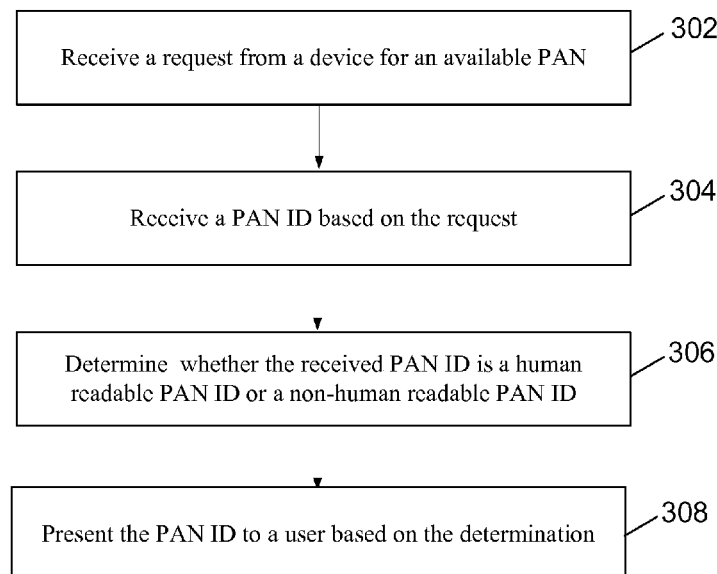 Receive a request from a device for an available PAN
302
Receive a PAN ID based on the request
304
Determine whether the received PAN ID is a human
readable PAN ID or a non-human readable PAN ID
306
Present the PAN ID to a user based on the determination
308